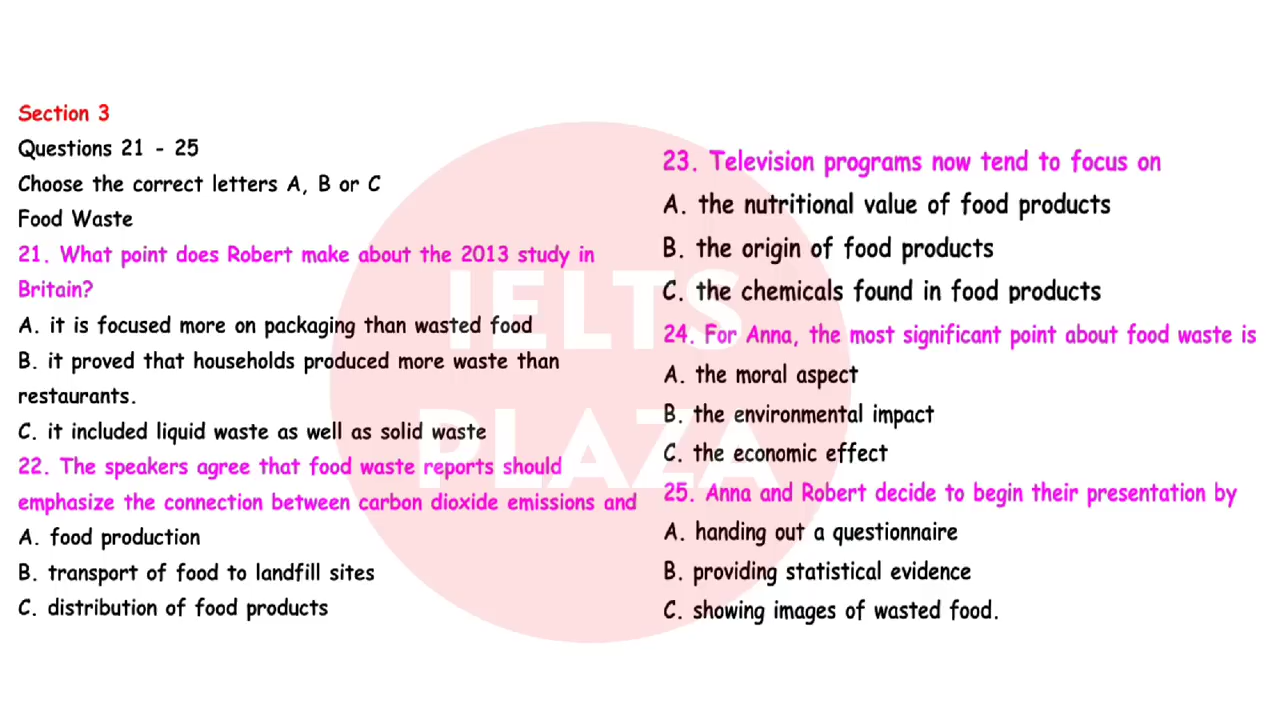 Section 3
Questions 21 - 25
Choose the correct letters A, B or C
Food Waste
21. What point does Robert make about the 2013 study in
Britain?
A. it is focused more on packaging than wasted food
B. it proved that households produced more waste than
restaurants.
C. it included liquid waste as well as solid waste
22. The speakers agree that food waste reports should
emphasize the connection between carbon dioxide emissions and
A. food production
B. transport of food to landfill sites
C. distribution of food products
23. Television programs now tend to focus on
A. the nutritional value of food products
B. the origin of food products
C. the chemicals found in food products
24. For Anna, the most significant point about food waste is
A. the moral aspect
B. the environmental impact
C. the economic effect
25. Anna and Robert decide to begin their presentation by
A. handing out a questionnaire
B. providing statistical evidence
C. showing images of wasted food.
IELTS
PLAZA